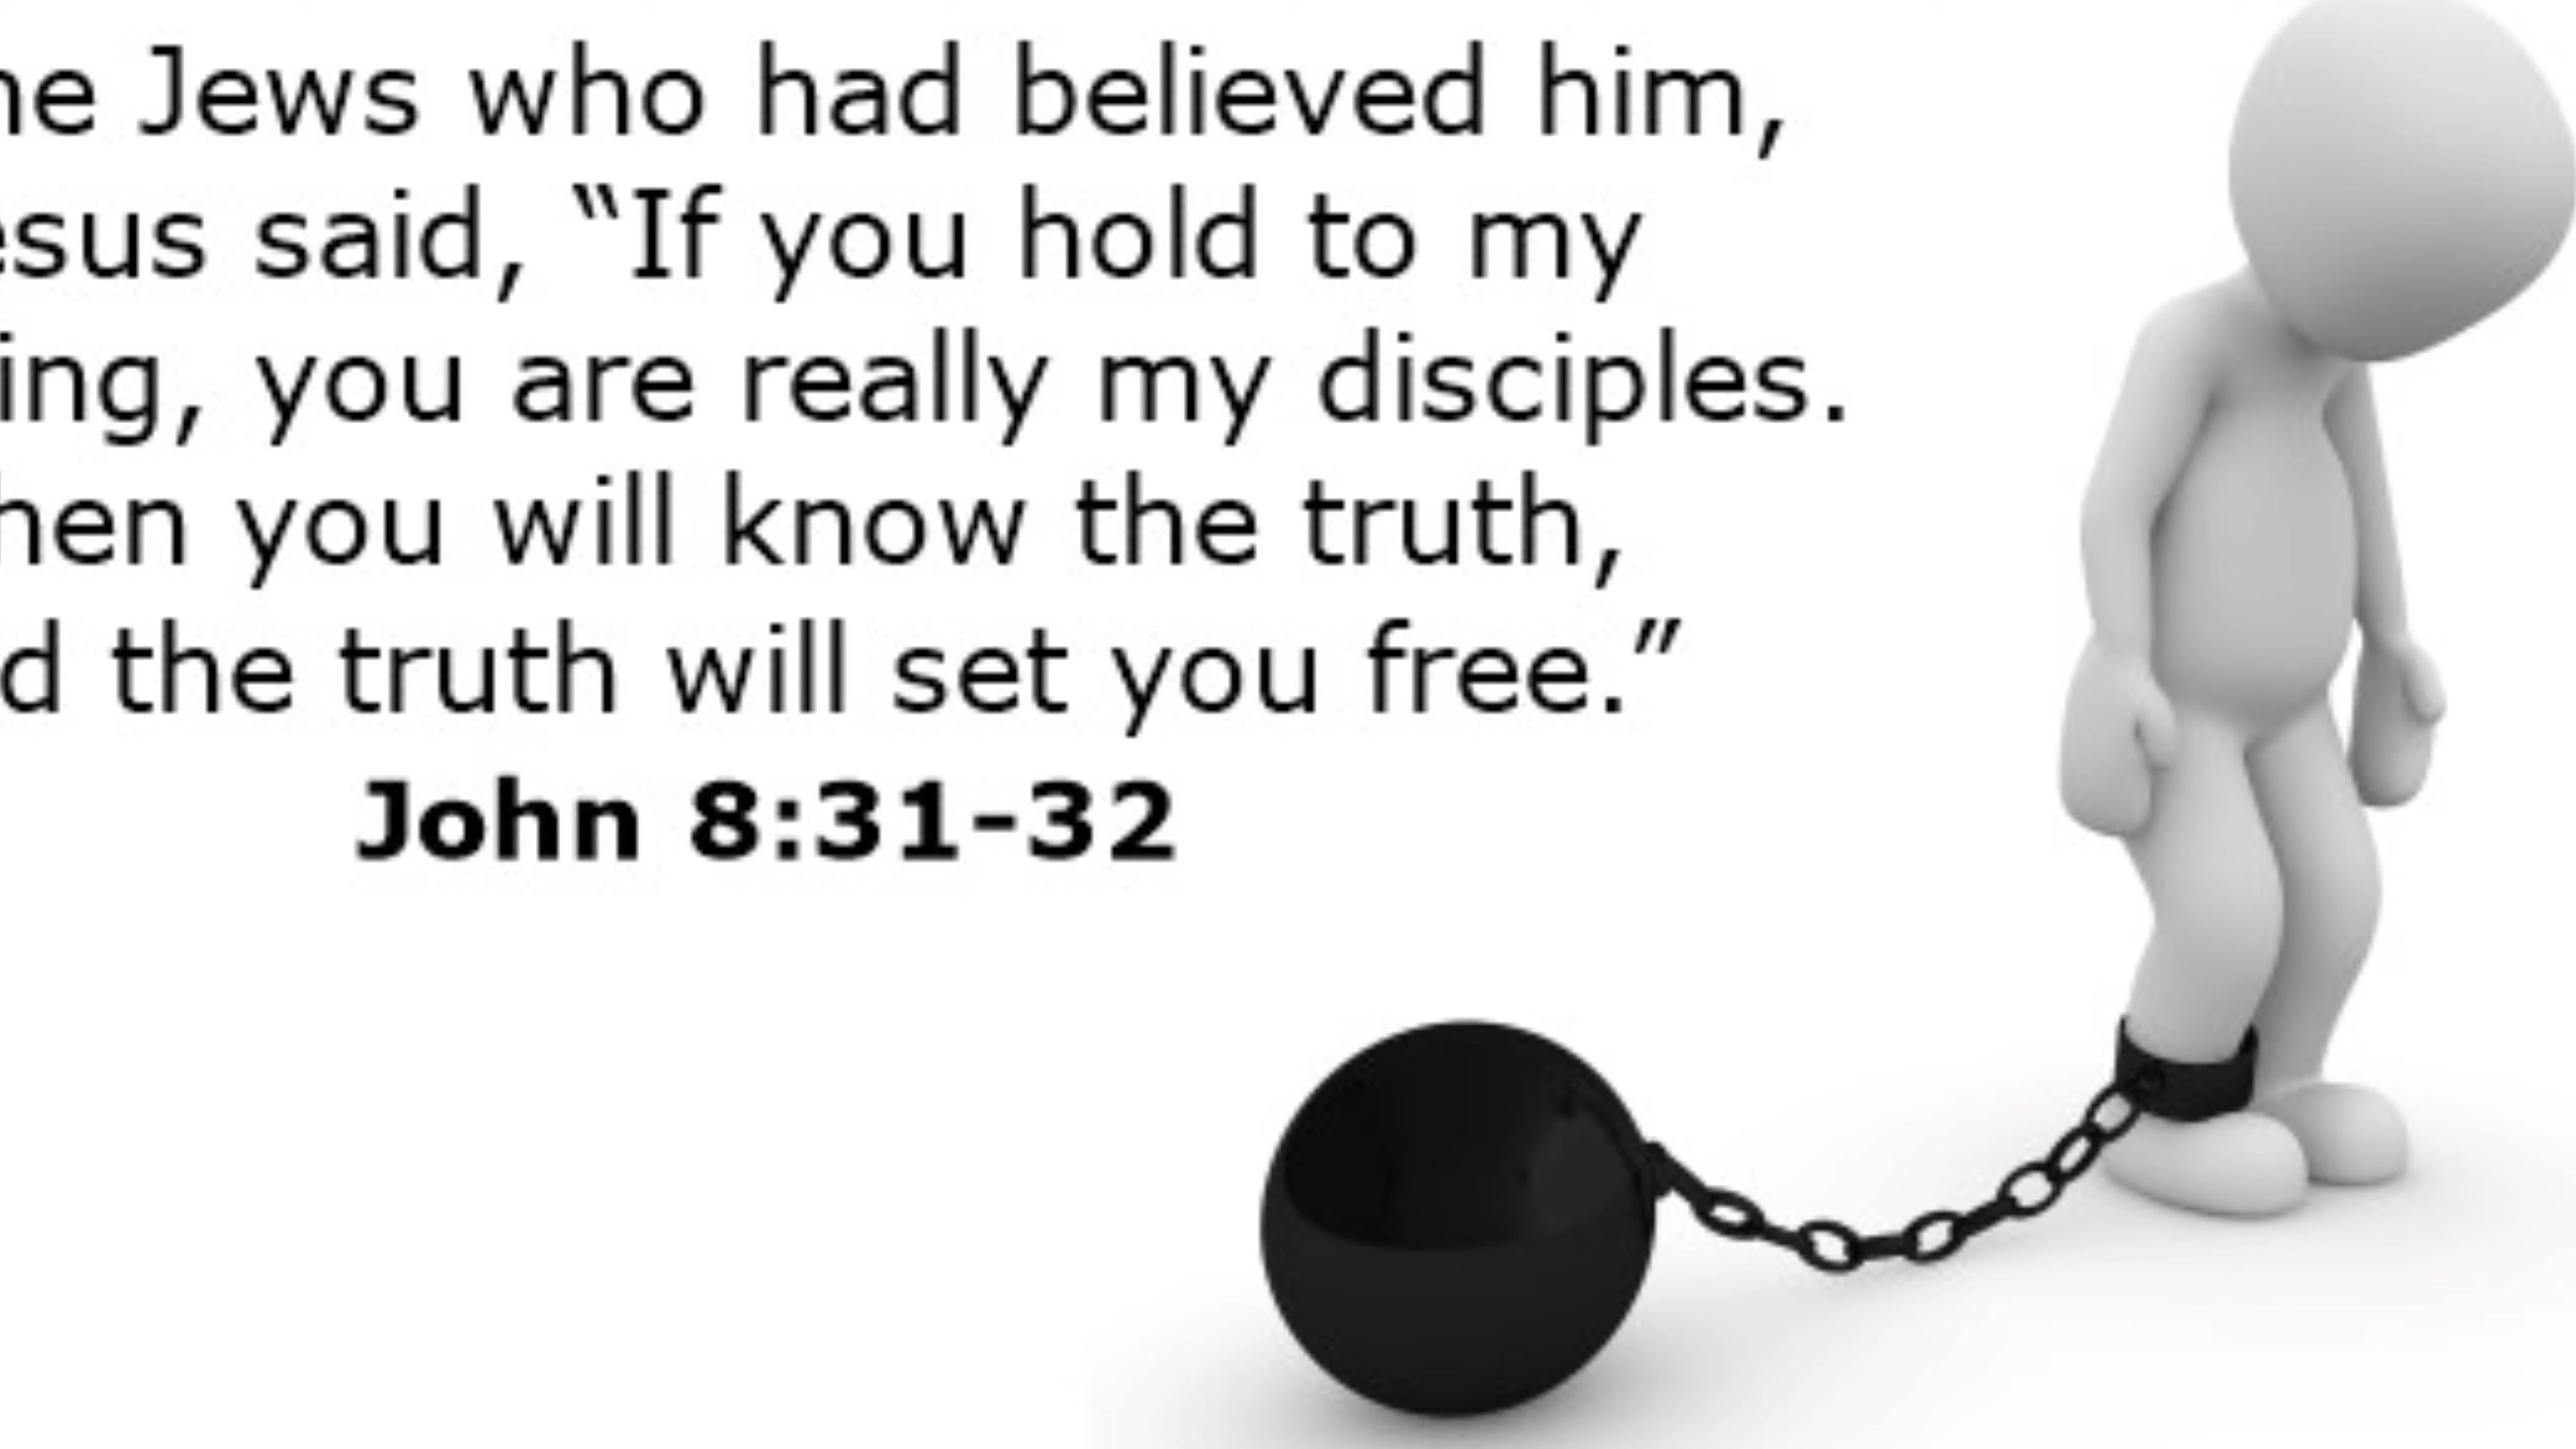 he Jews who had believed him,
esus said, “If you hold to my
ing, you are really my disciples.
hen you will know the truth,
d the truth will set you free.”
John 8:31-32